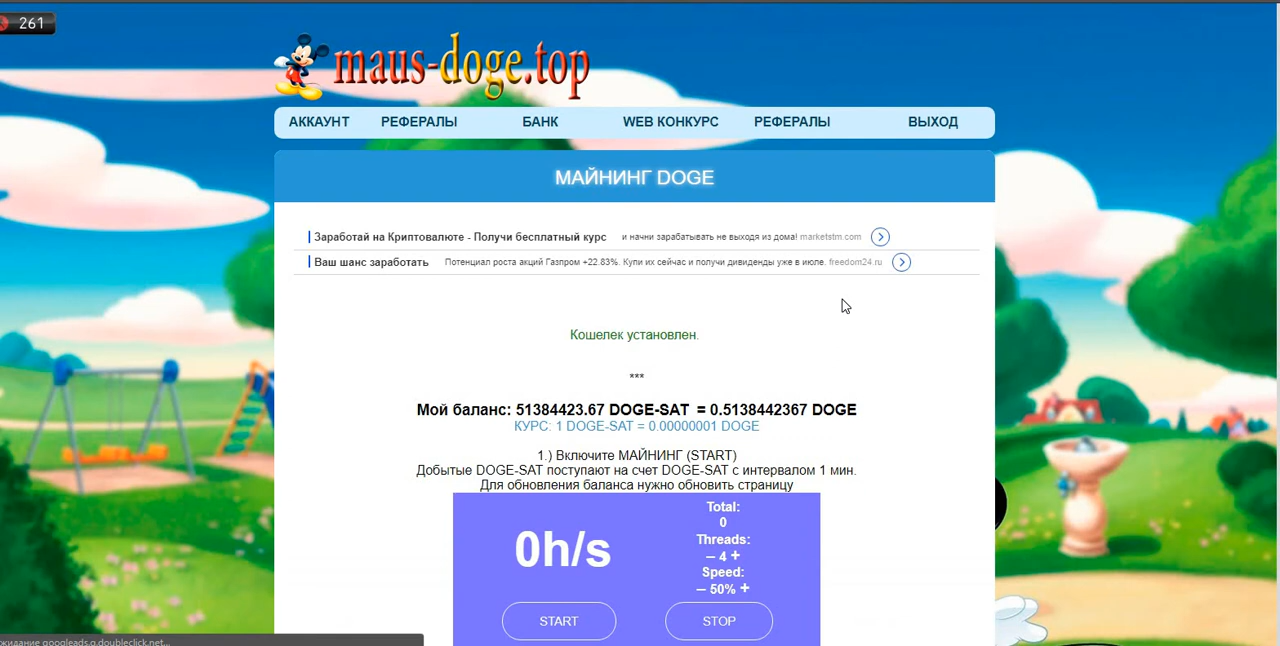 261
maus-doge.top
АККАУНТ РЕФЕРАЛЫ БАНК WEB КОНКУРС РЕФЕРАЛЫ ВЫХОД
МАЙНИНГ DOGE
Заработай на Криптовалюте - Получи бесплатный курс и начни зарабатывать не выходя из дома! marketstm.com
Ваш шанс заработать Потенциал роста акций Газпром +22.83%. Купи их сейчас и получи дивиденды уже в июле. freedom24.ru
Кошелек установлен.
***
Мой баланс: 51384423.67 DOGE-SAT = 0.5138442367 DOGE
КУРС: 1 DOGE-SAT = 0.00000001 DOGE
1.) Включите МАЙНИНГ (START)
Добытые DOGE-SAT поступают на счет DOGE-SAT с интервалом 1 мин.
Для обновления баланса нужно обновить страницу
0h/s
Total:
0
Threads:
– 4 +
Speed:
– 50% +
START STOP
жидание googleads.g.doubleclick.net...